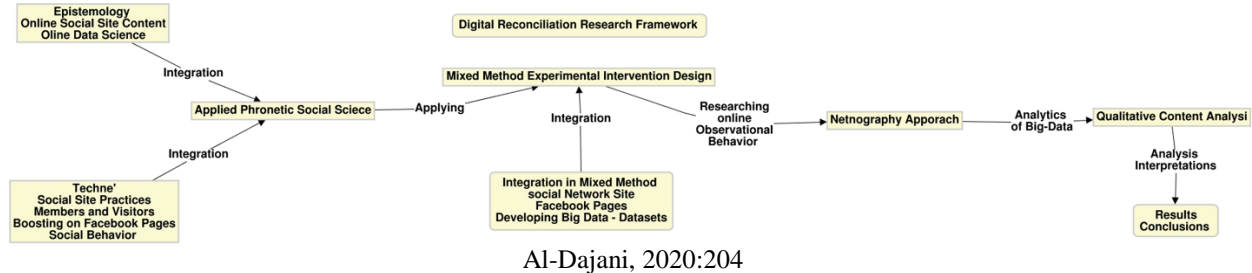 Epistemology
Online Social Site Content
Oline Data Science
Digital Reconciliation Research Framework
Integration
Mixed Method Experimental Intervention Design
Applied Phronetic Social Sciece
Applying
Integration
Researching
online
Observational
Behavior
Netnography Apporach
Analytics
of Big-Data
Qualitative Content Analysi
Integration
Analysis
Interpretations
Techne'
Social Site Practices
Members and Visitors
Boosting on Facebook Pages
Social Behavior
Integration in Mixed Method
social Network Site
Facebook Pages
Developing Big Data - Datasets
Results
Conclusions
Al-Dajani, 2020:204